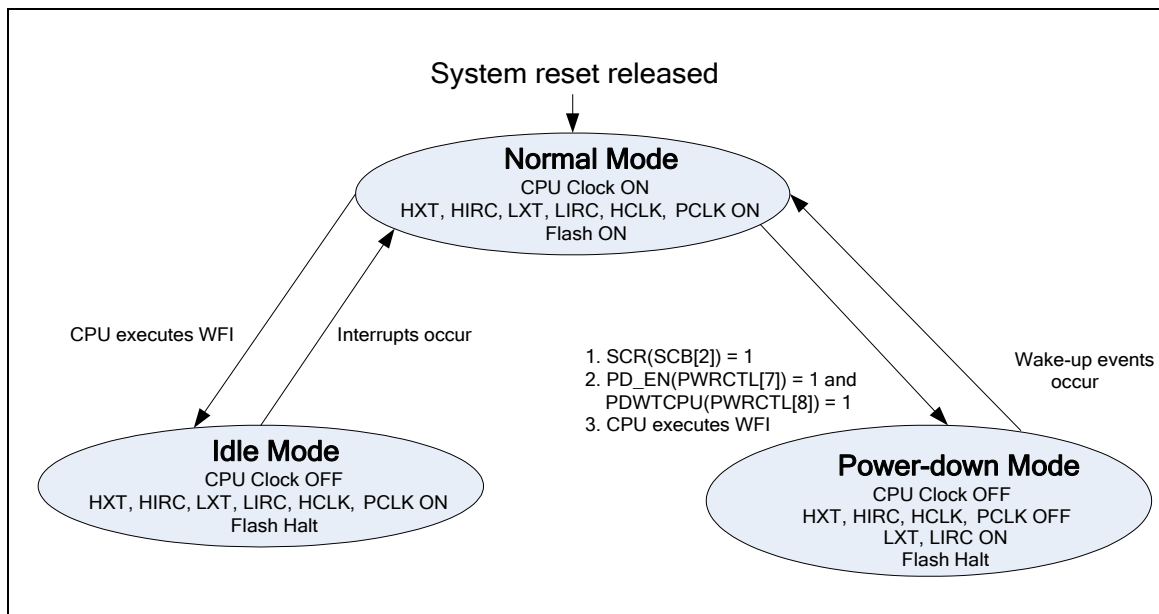 System reset released
Normal Mode
CPU Clock ON
HXT, HIRC, LXT, LIRC, HCLK, PCLK ON
Flash ON
CPU executes WFI
Interrupts occur
1. SCR(SCB[2]) = 1
2. PD_EN(PWRCTL[7]) = 1 and
PDWTCPU(PWRCTL[8]) = 1
3. CPU executes WFI
Wake-up events
occur
Idle Mode
CPU Clock OFF
HXT, HIRC, LXT, LIRC, HCLK, PCLK ON
Flash Halt
Power-down Mode
CPU Clock OFF
HXT, HIRC, HCLK, PCLK OFF
LXT, LIRC ON
Flash Halt